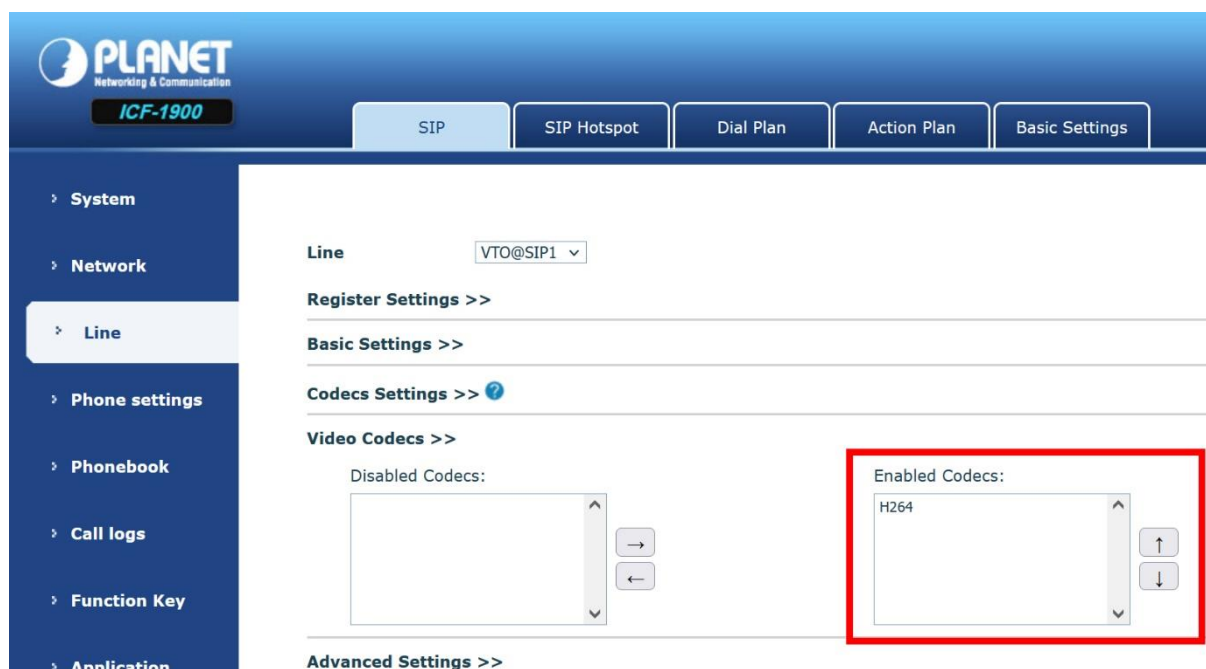 PLANET
Networking & Communication
ICF-1900
SIP
SIP Hotspot
Dial Plan
Action Plan
Basic Settings
System
Network
Line
Phone settings
Phonebook
Call logs
Function Key
Application
Line VTO@SIP1
Register Settings >>
Basic Settings >>
Codecs Settings >> ?
Video Codecs >>
Disabled Codecs: Enabled Codecs:
H264
→ ↑
← ↓
Advanced Settings >>